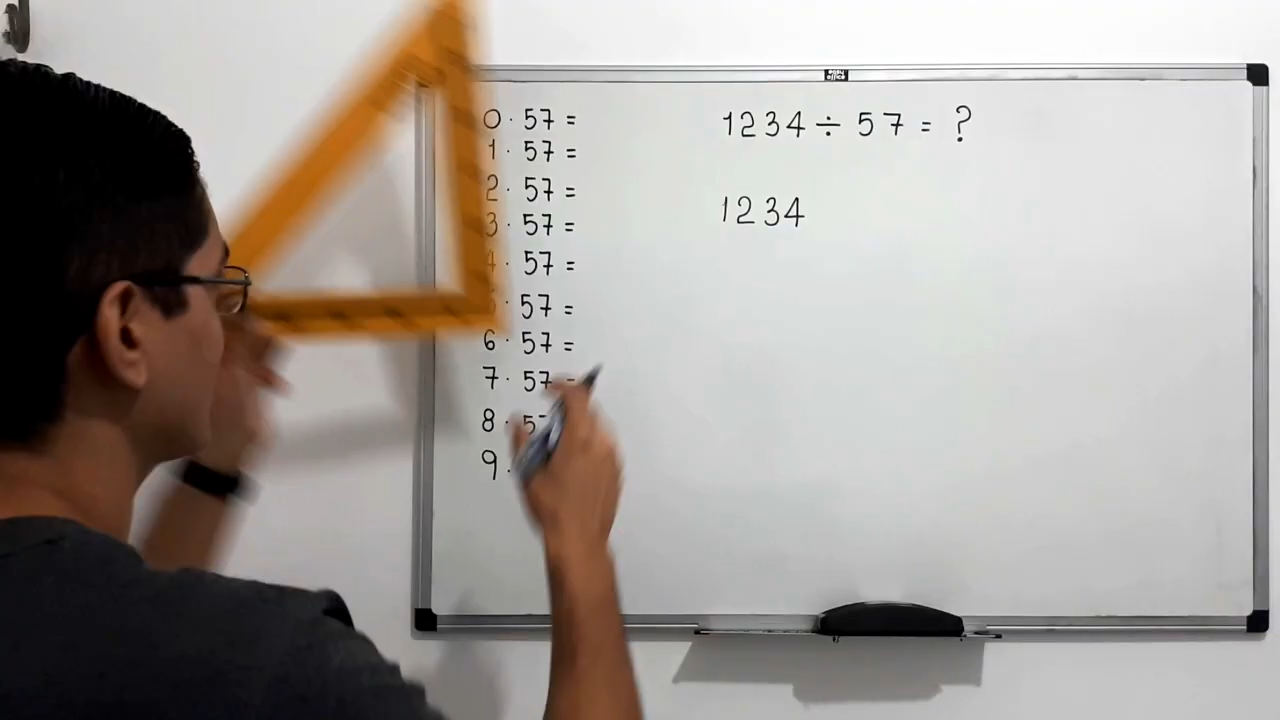 0 · 57 =
1 · 57 =
2 · 57 =
3 · 57 =
4 · 57 =
· 57 =
6 · 57 =
7 · 57 =
8 · 57
9 ·
1234 ÷ 57 = ?
1234